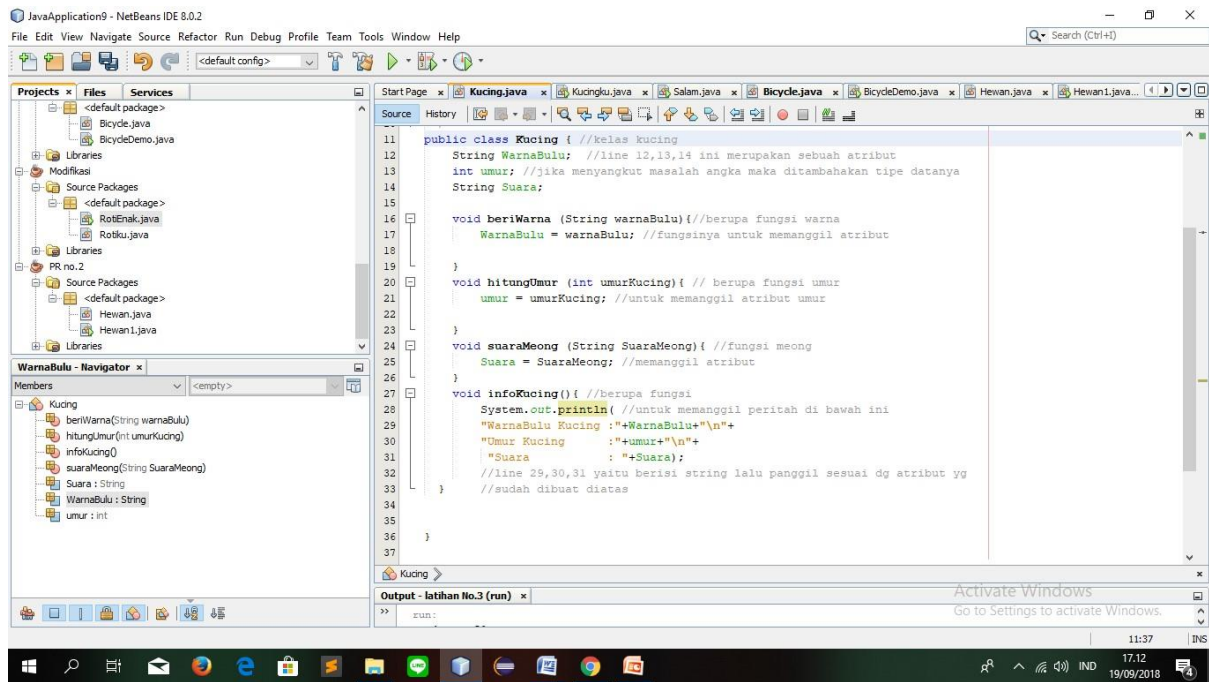 JavaApplication9 - NetBeans IDE 8.0.2
File Edit View Navigate Source Refactor Run Debug Profile Team Tools Window Help
Search (Ctrl+I)
<default config>
Projects Files Services
<default package>
Bicycle.java
BicycleDemo.java
Libraries
Modifikasi
Source Packages
<default package>
RotiEnak.java
Rotiku.java
Libraries
PR no.2
Source Packages
<default package>
Hewan.java
Hewan1.java
Libraries
WarnaBulu - Navigator
Members <empty>
Kucing
beriWarna(String warnaBulu)
hitungUmur(int umurKucing)
infoKucing()
suaraMeong(String SuaraMeong)
Suara : String
WarnaBulu : String
umur : int
Start Page Kucing.java Kucingku.java Salam.java Bicycle.java BicycleDemo.java Hewan.java Hewan1.java...
Source History
11 public class Kucing { //kelas kucing
12 String WarnaBulu; //line 12,13,14 ini merupakan sebuah atribut
13 int umur; //jika menyangkut masalah angka maka ditambahakan tipe datanya
14 String Suara;
15
16 void beriWarna (String warnaBulu){//berupa fungsi warna
17 WarnaBulu = warnaBulu; //fungsinya untuk memanggil atribut
18
19 }
20 void hitungUmur (int umurKucing){ // berupa fungsi umur
21 umur = umurKucing; //untuk memanggil atribut umur
22
23 }
24 void suaraMeong (String SuaraMeong){ //fungsi meong
25 Suara = SuaraMeong; //memanggil atribut
26 }
27 void infoKucing(){ //berupa fungsi
28 System.out.println( //untuk memanggil peritah di bawah ini
29 "WarnaBulu Kucing :"+WarnaBulu+"\n"+
30 "Umur Kucing :"+umur+"\n"+
31 "Suara : "+Suara);
32 //line 29,30,31 yaitu berisi string lalu panggil sesuai dg atribut yg
33 } //sudah dibuat diatas
34
35
36 }
37
Kucing
Output - latihan No.3 (run)
run:
Activate Windows
Go to Settings to activate Windows.
11:37 INS
IND
17.12
19/09/2018
4